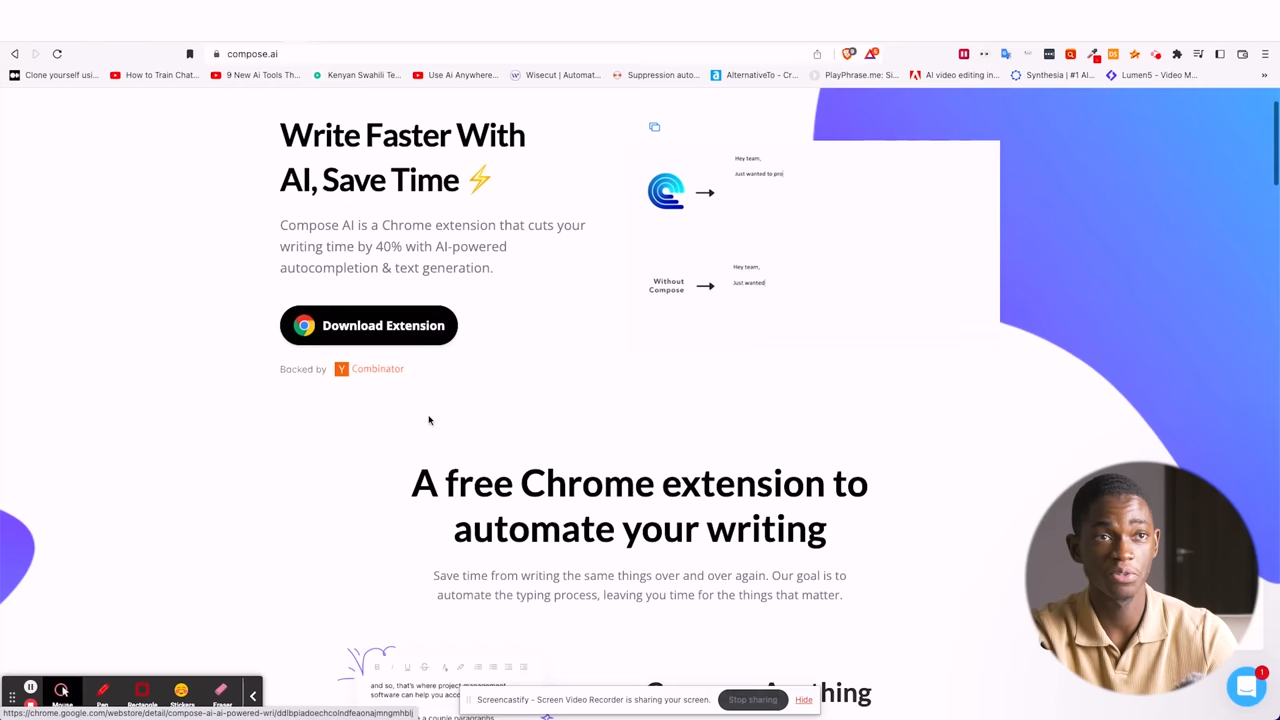 compose.ai
Clone yourself usi...
How to Train Chat...
9 New Ai Tools Th...
Kenyan Swahili Te...
Use Ai Anywhere...
Wisecut | Automat...
Suppression auto...
AlternativeTo - Cr...
PlayPhrase.me: Si...
AI video editing in...
Synthesia | #1 AI...
Lumen5 - Video M...
»
Write Faster With
AI, Save Time ⚡
Compose AI is a Chrome extension that cuts your
writing time by 40% with AI-powered
autocompletion & text generation.
Download Extension
Backed by Y Combinator
Hey team,
Just wanted to pro
Without
Compose
Hey team,
Just wanted
A free Chrome extension to
automate your writing
Save time from writing the same things over and over again. Our goal is to
automate the typing process, leaving you time for the things that matter.
and so, that's where project management
software can help you acco
a couple paragraphs
thing
Screencastify - Screen Video Recorder is sharing your screen.
Stop sharing
Hide
Mouse
Pen
Rectangle
Stickers
Eraser
https://chrome.google.com/webstore/detail/compose-ai-ai-powered-wri/ddlbpiadoechcolndfeaonajmngmhblj